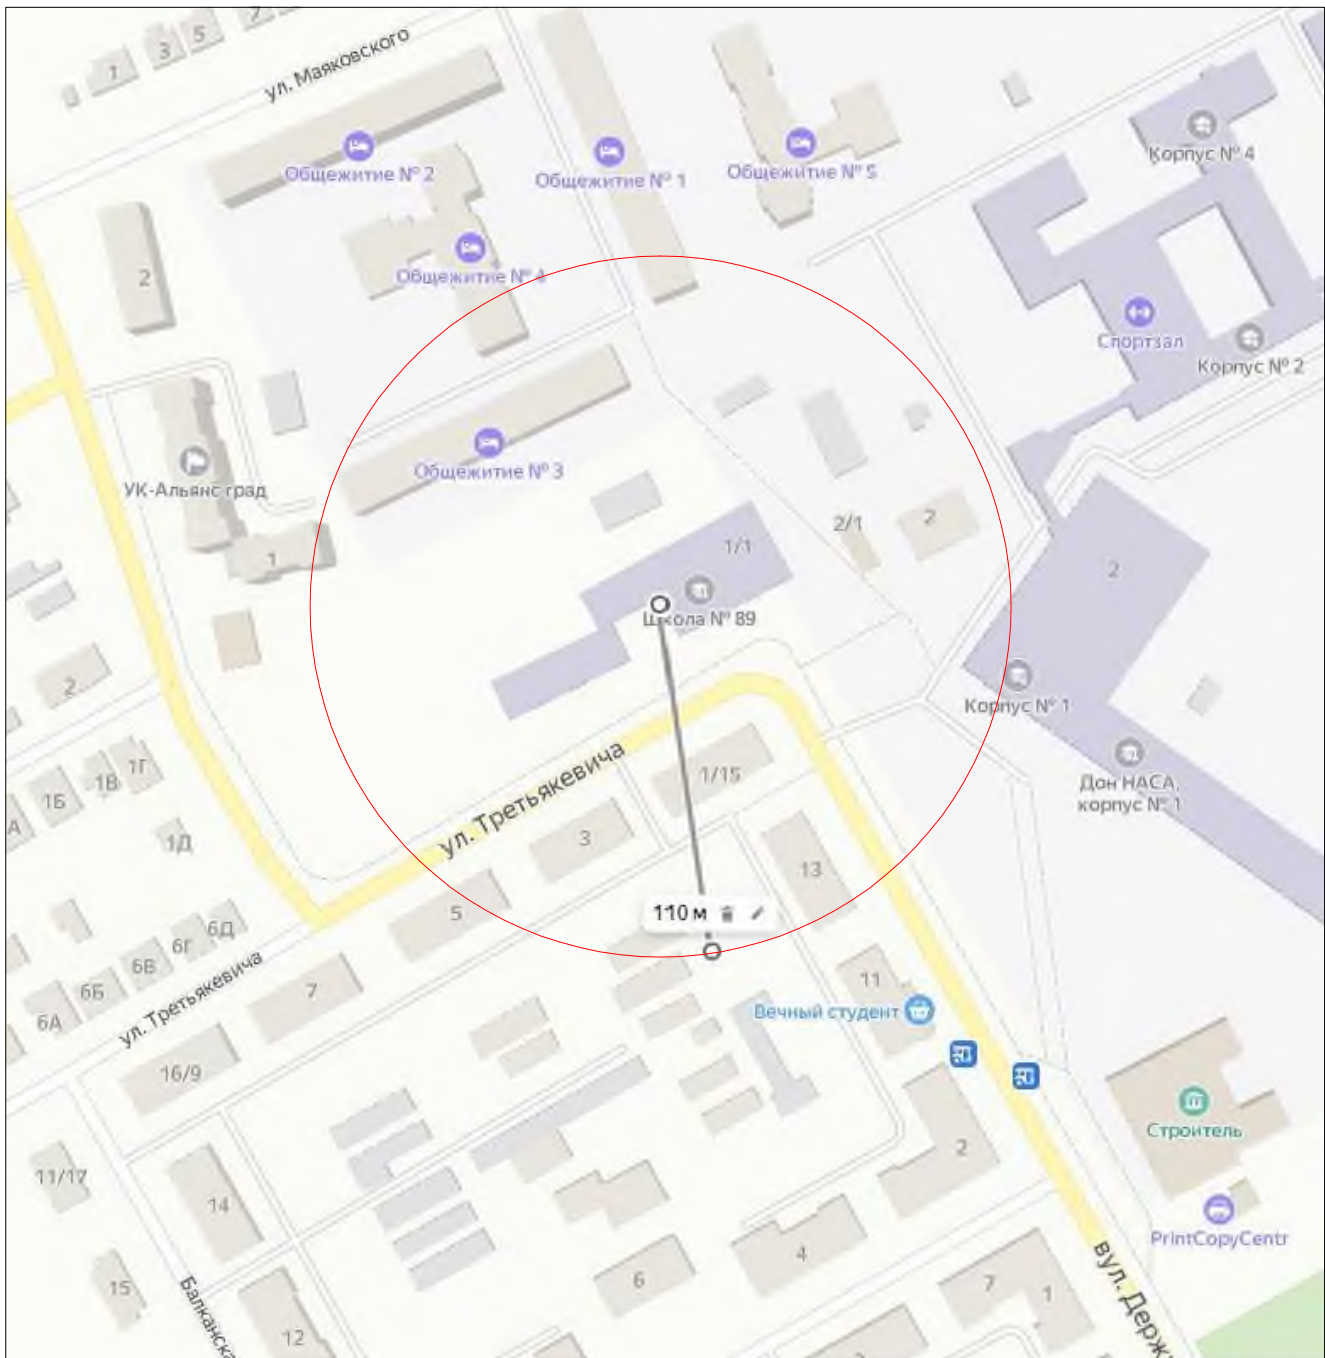 7
5
3
1
ул. Маяковского
Корпус № 4
Общежитие № 2
Общежитие № 1
Общежитие № 5
2
Общежитие № 4
Спортзал
Корпус № 2
Общежитие № 3
УК-Альянс град
2/1
2
1/1
1
2
Школа № 89
2
Корпус № 1
ул. Третьякевича
1/15
1Г
1В
1Б
Дон НАСА,
корпус № 1
А
1Д
3
13
110 м
5
6Д
6Г
6В
6Б
6А
ул. Третьякевича
7
11
Вечный студент
16/9
Строитель
2
11/17
14
PrintCopyCentr
4
6
15
7
1
вул. Держ
Балканска
12